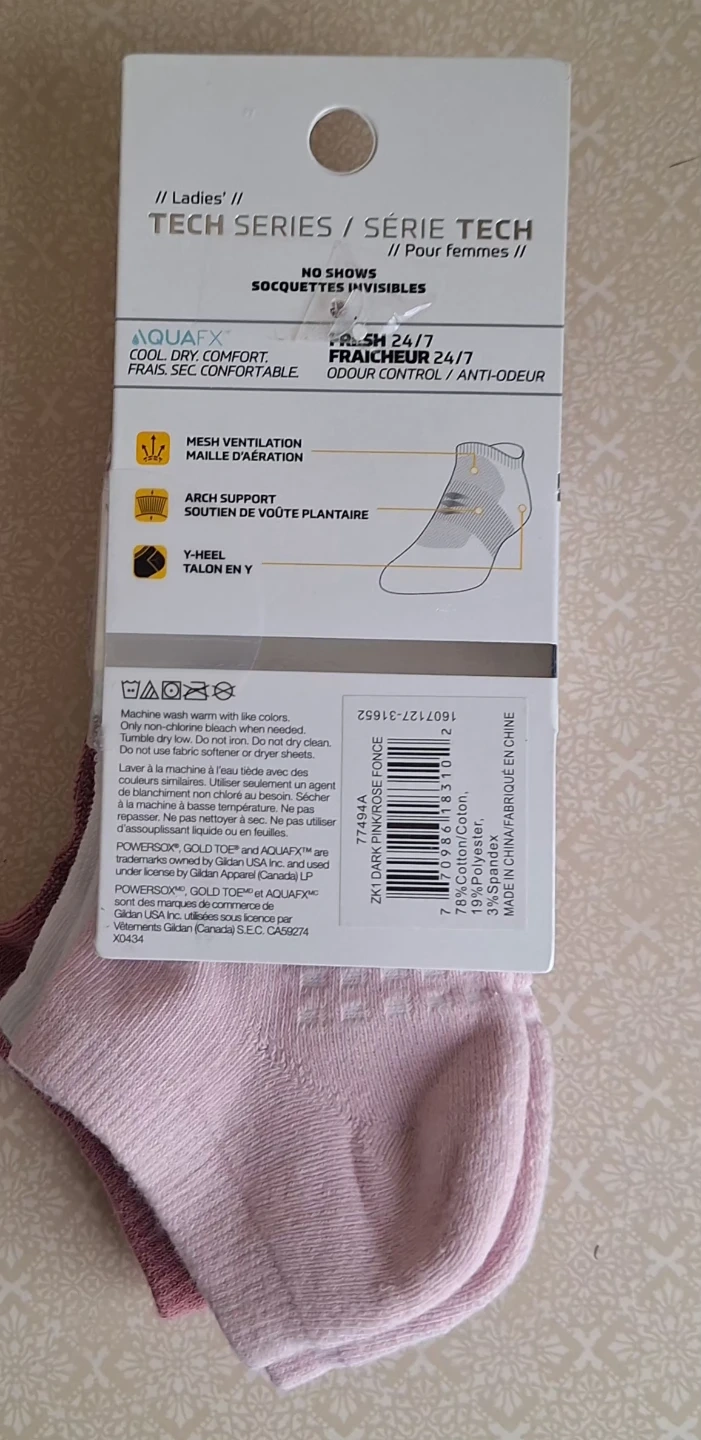 // Ladies' //
TECH SERIES / SÉRIE TECH
// Pour femmes //
NO SHOWS
SOCQUETTES INVISIBLES
AQUAFX™
COOL. DRY. COMFORT.
FRAIS. SEC. CONFORTABLE.
FRESH 24/7
FRAICHEUR 24/7
ODOUR CONTROL / ANTI-ODEUR
MESH VENTILATION
MAILLE D'AÉRATION
ARCH SUPPORT
SOUTIEN DE VOÛTE PLANTAIRE
Y-HEEL
TALON EN Y
Machine wash warm with like colors.
Only non-chlorine bleach when needed.
Tumble dry low. Do not iron. Do not dry clean.
Do not use fabric softener or dryer sheets.
Laver à la machine à l'eau tiède avec des
couleurs similaires. Utiliser seulement un agent
de blanchiment non chloré au besoin. Sécher
à la machine à basse température. Ne pas
repasser. Ne pas nettoyer à sec. Ne pas utiliser
d'assouplissant liquide ou en feuilles.
POWERSOX®, GOLD TOE® and AQUAFX™ are
trademarks owned by Gildan USA Inc. and used
under license by Gildan Apparel (Canada) LP
POWERSOXᴹᴰ, GOLD TOEᴹᴰ et AQUAFXᴹᶜ
sont des marques de commerce de
Gildan USA Inc. utilisées sous licence par
Vêtements Gildan (Canada) S.E.C. CA59274
X0434
1607127-31652
77494A
ZK1 DARK PINK/ROSE FONCE
7 70986 18310 2
78%Cotton/Coton,
19%Polyester,
3%Spandex
MADE IN CHINA/FABRIQUÉ EN CHINE